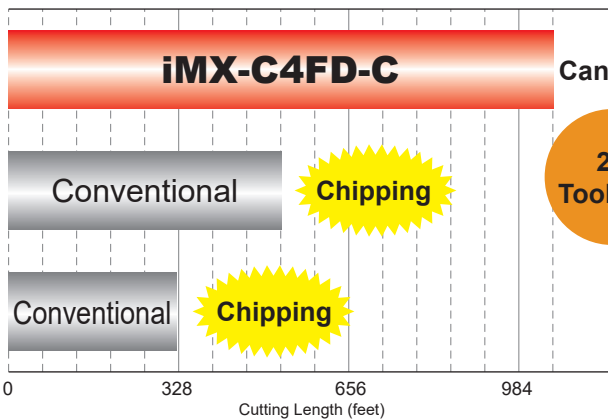 iMX-C4FD-C
Can
Conventional
Chipping
2
Tool
Conventional
Chipping
0 328 656 984
Cutting Length (feet)